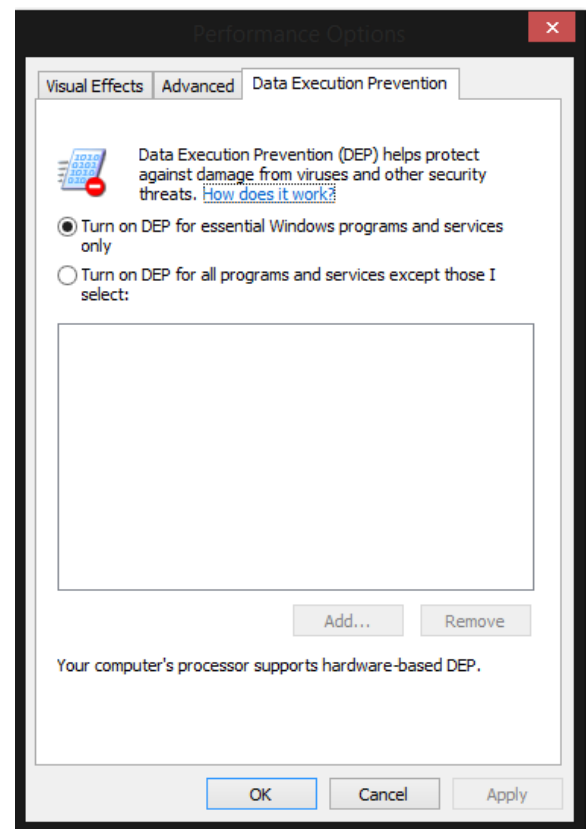 Performance Options
Visual Effects
Advanced
Data Execution Prevention
Data Execution Prevention (DEP) helps protect
against damage from viruses and other security
threats. How does it work?
Turn on DEP for essential Windows programs and services
only
Turn on DEP for all programs and services except those I
select:
Add...
Remove
Your computer's processor supports hardware-based DEP.
OK
Cancel
Apply